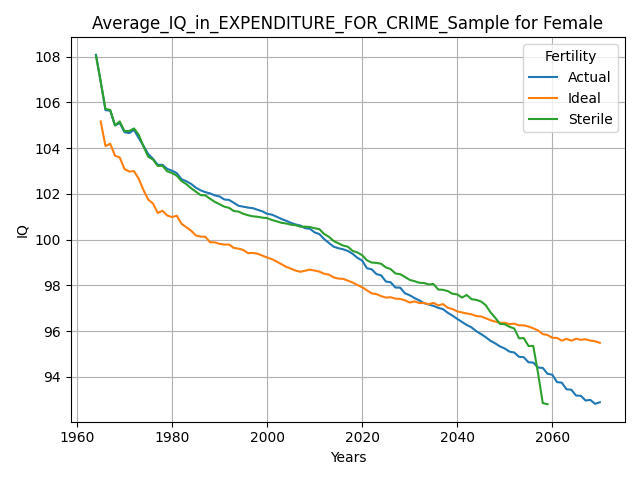 Average_IQ_in_EXPENDITURE_FOR_CRIME_Sample for Female
Fertility
Actual
Ideal
Sterile
108
106
104
102
100
98
96
94
IQ
1960
1980
2000
2020
2040
2060
Years